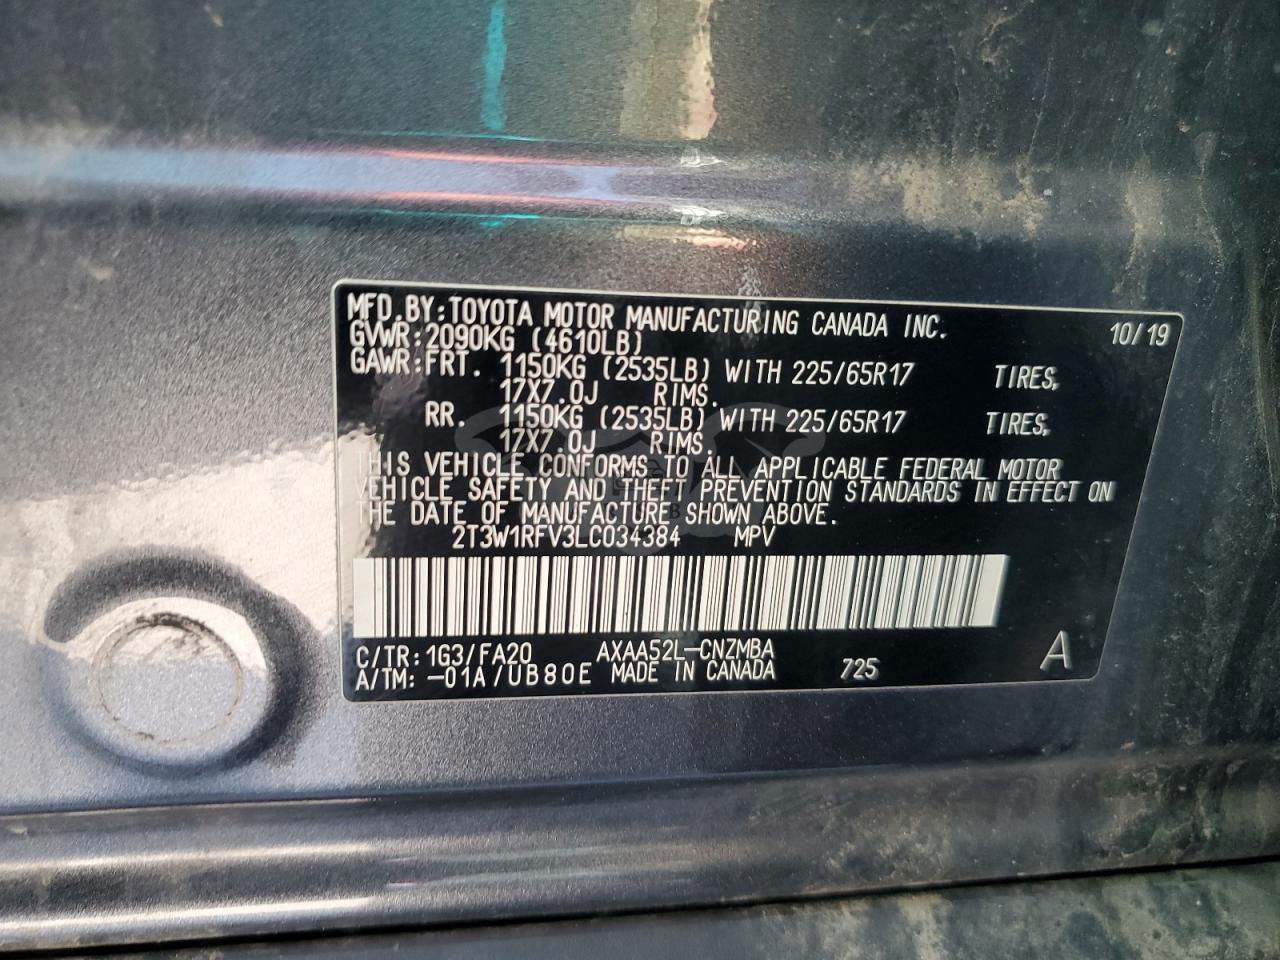 MFD.BY:TOYOTA MOTOR MANUFACTURING CANADA INC. 10/19
GVWR:2090KG (4610LB)
GAWR:FRT. 1150KG (2535LB) WITH 225/65R17 TIRES,
17X7.0J RIMS.
RR. 1150KG (2535LB) WITH 225/65R17 TIRES,
17X7.0J RIMS.
THIS VEHICLE CONFORMS TO ALL APPLICABLE FEDERAL MOTOR
VEHICLE SAFETY AND THEFT PREVENTION STANDARDS IN EFFECT ON
THE DATE OF MANUFACTURE SHOWN ABOVE.
2T3W1RFV3LC034384 MPV
C/TR:1G3/FA20 AXAA52L-CNZMBA
A/TM:-01A/UB80E MADE IN CANADA 725 A